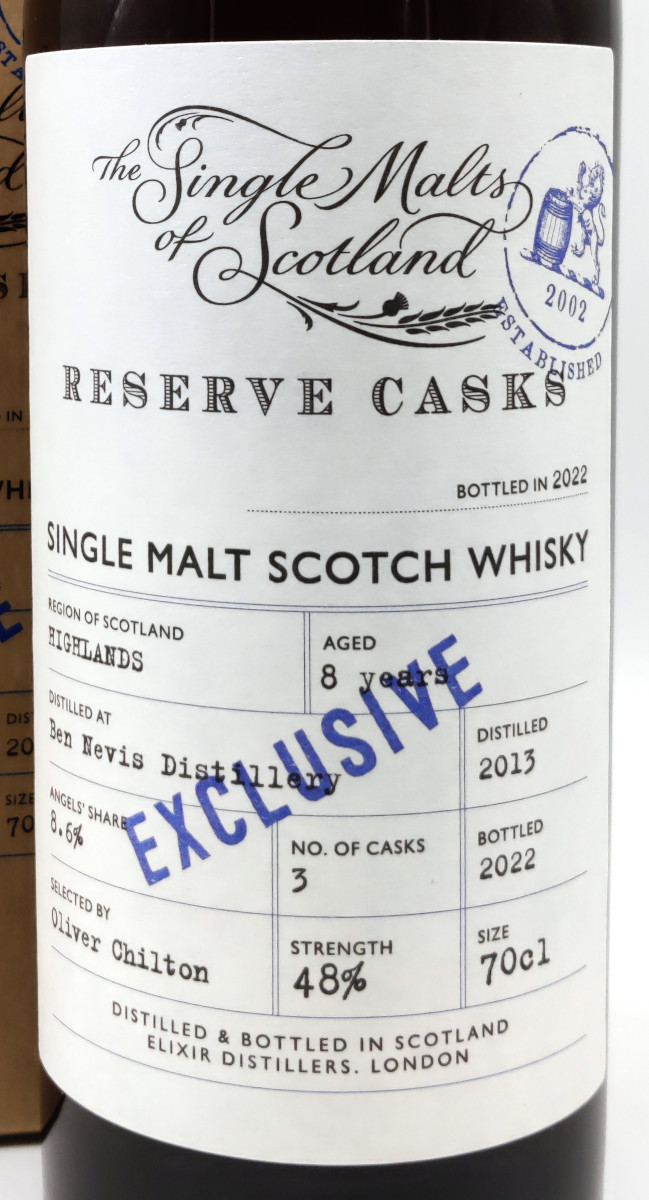 The Single Malts
of Scotland
2002
ESTABLISHED
RESERVE CASKS
BOTTLED IN 2022
SINGLE MALT SCOTCH WHISKY
REGION OF SCOTLAND
HIGHLANDS
AGED
8 years
EXCLUSIVE
DISTILLED AT
Ben Nevis Distillery
DISTILLED
2013
ANGELS' SHARE
8.6%
NO. OF CASKS
3
BOTTLED
2022
SELECTED BY
Oliver Chilton
STRENGTH
48%
SIZE
70cl
DISTILLED & BOTTLED IN SCOTLAND
ELIXIR DISTILLERS. LONDON